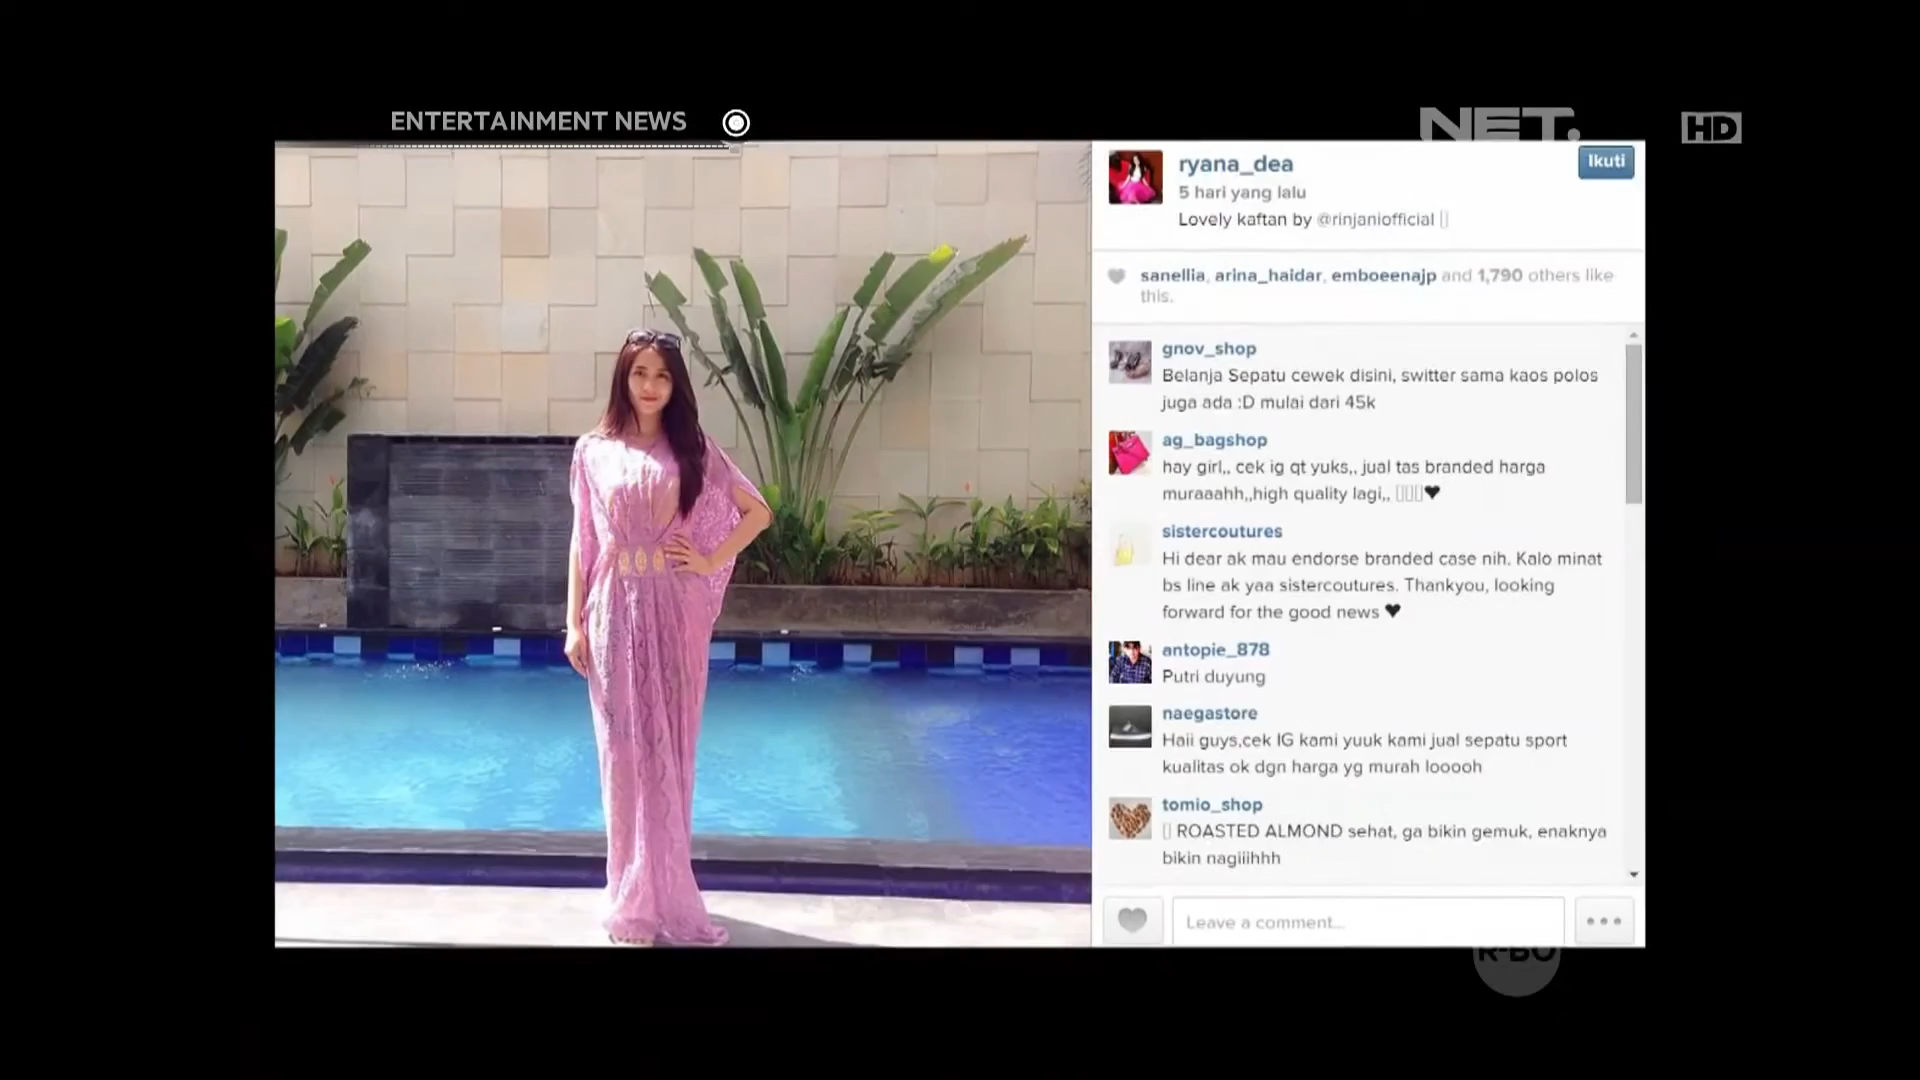 ENTERTAINMENT NEWS
NET.
HD
ryana_dea
Ikuti
5 hari yang lalu
Lovely kaftan by @rinjaniofficial
sanellia, arina_haidar, emboeenajp and 1,790 others like
this.
gnov_shop
Belanja Sepatu cewek disini, switter sama kaos polos
juga ada :D mulai dari 45k
ag_bagshop
hay girl,, cek ig qt yuks,, jual tas branded harga
muraaahh,,high quality lagi,, ♥
sistercoutures
Hi dear ak mau endorse branded case nih. Kalo minat
bs line ak yaa sistercoutures. Thankyou, looking
forward for the good news ♥
antopie_878
Putri duyung
naegastore
Haii guys,cek IG kami yuuk kami jual sepatu sport
kualitas ok dgn harga yg murah looooh
tomio_shop
ROASTED ALMOND sehat, ga bikin gemuk, enaknya
bikin nagiiihhh
Leave a comment...
R-BO